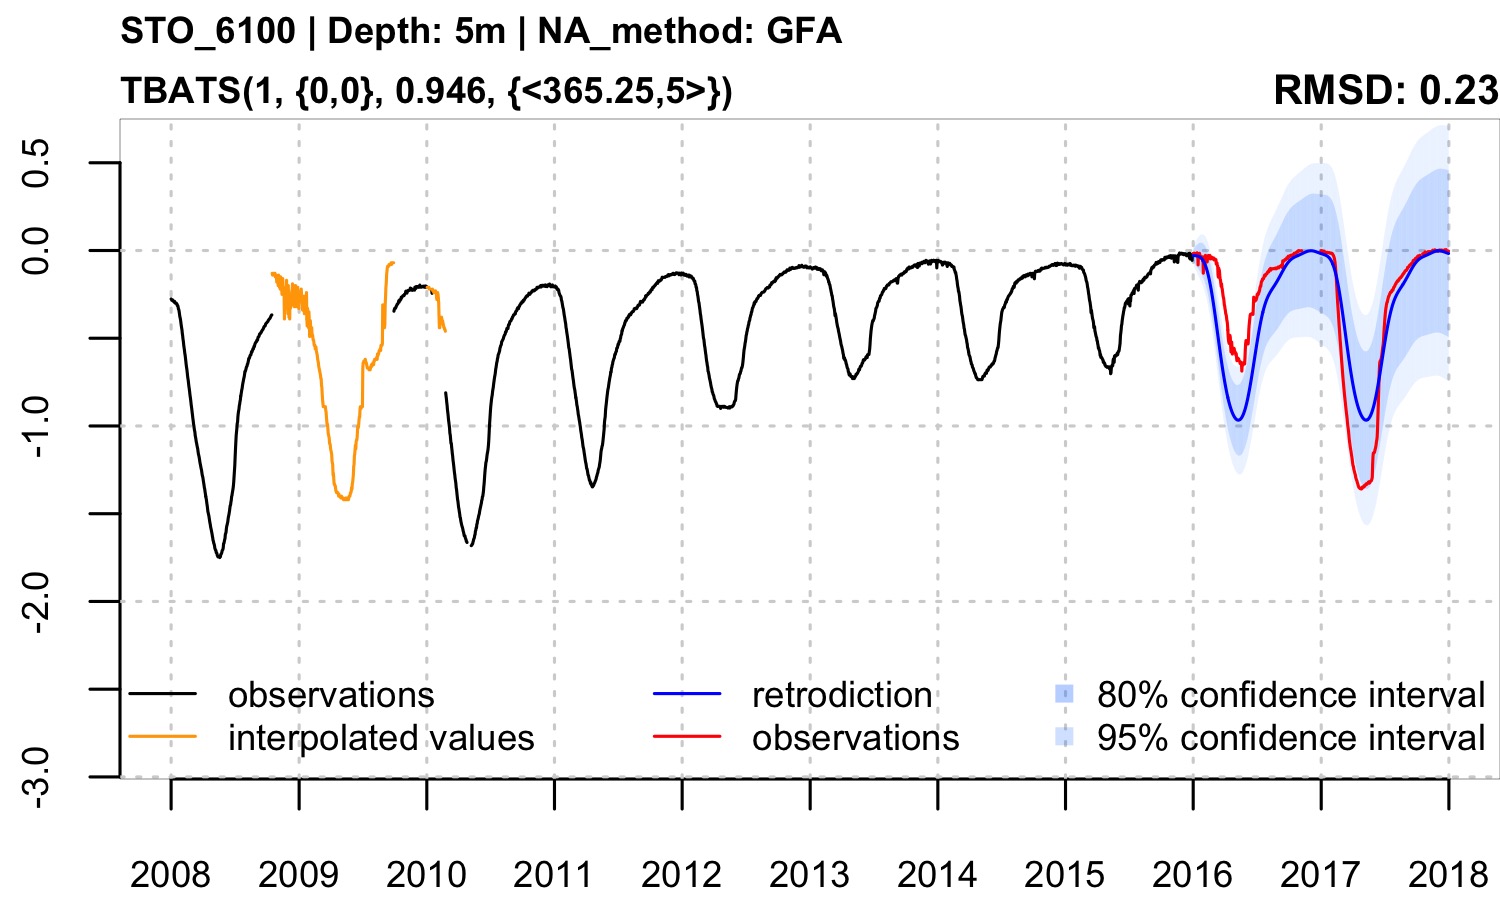 STO_6100 | Depth: 5m | NA_method: GFA
TBATS(1, {0,0}, 0.946, {<365.25,5>})
RMSD: 0.23
0.5
0.0
-1.0
-2.0
-3.0
observations
interpolated values
retrodiction
observations
80% confidence interval
95% confidence interval
2008 2009 2010 2011 2012 2013 2014 2015 2016 2017 2018